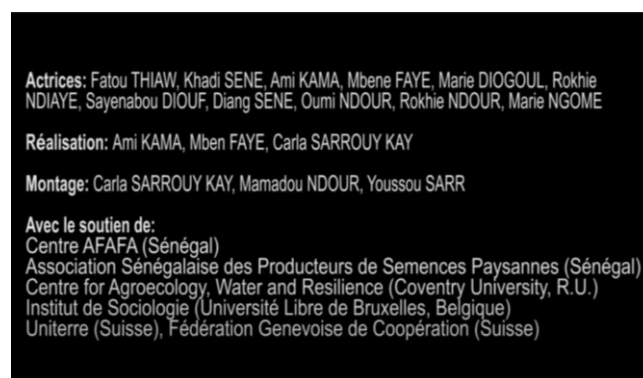 Actrices: Fatou THIAW, Khadi SENE, Ami KAMA, Mbene FAYE, Marie DIOGOUL, Rokhie
NDIAYE, Sayenabou DIOUF, Diang SENE, Oumi NDOUR, Rokhie NDOUR, Marie NGOME
Réalisation: Ami KAMA, Mben FAYE, Carla SARROUY KAY
Montage: Carla SARROUY KAY, Mamadou NDOUR, Youssou SARR
Avec le soutien de:
Centre AFAFA (Sénégal)
Association Sénégalaise des Producteurs de Semences Paysannes (Sénégal)
Centre for Agroecology, Water and Resilience (Coventry University, R.U.)
Institut de Sociologie (Université Libre de Bruxelles, Belgique)
Uniterre (Suisse), Fédération Genevoise de Coopération (Suisse)